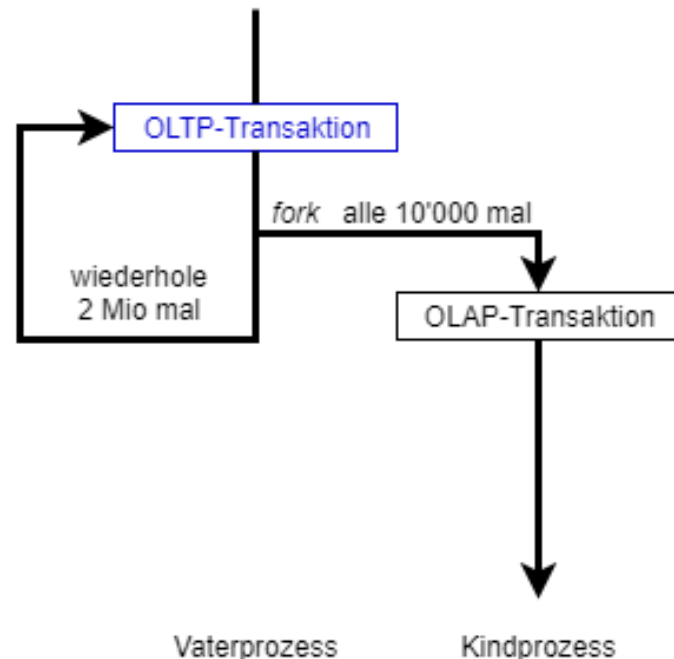 OLTP-Transaktion
fork alle 10'000 mal
wiederhole
2 Mio mal
OLAP-Transaktion
Vaterprozess
Kindprozess